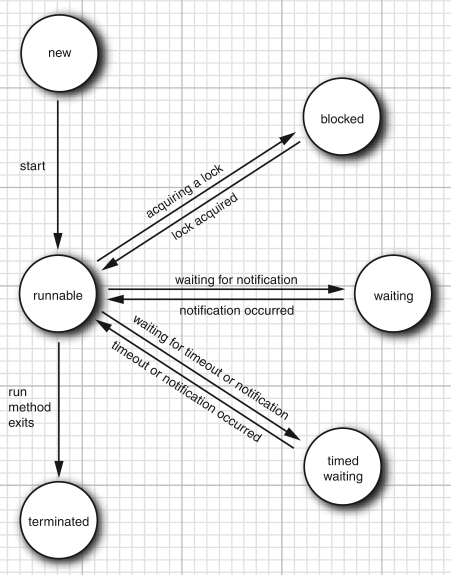 new
blocked
start
acquiring a lock
lock acquired
runnable
waiting for notification
waiting
notification occurred
waiting for timeout or notification
timeout or notification occurred
run
method
exits
timed
waiting
terminated